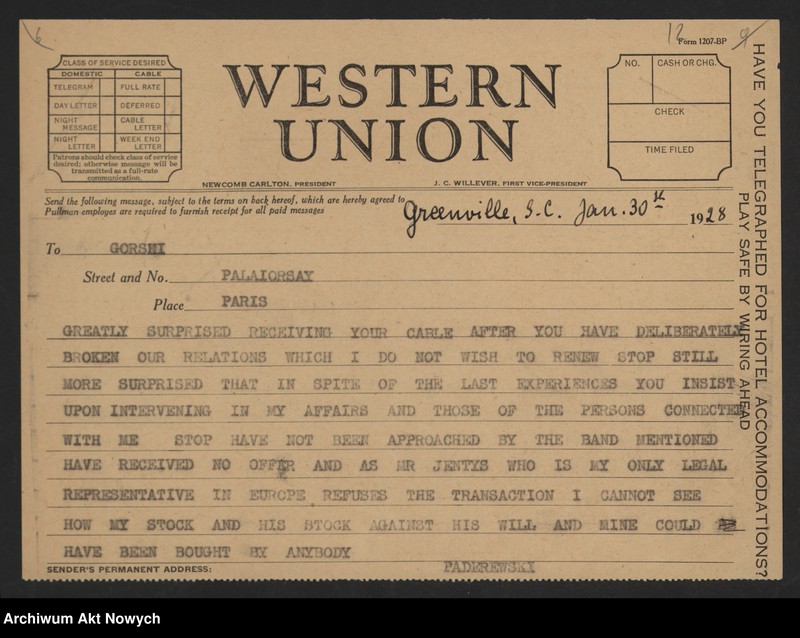 6
12
Form 1207-BP
CLASS OF SERVICE DESIRED
DOMESTIC CABLE
TELEGRAM FULL RATE
DAY LETTER DEFERRED
NIGHT MESSAGE CABLE LETTER
NIGHT LETTER WEEK END LETTER
Patrons should check class of service
desired; otherwise message will be
transmitted as a full-rate
communication.
WESTERN
UNION
NEWCOMB CARLTON, PRESIDENT J. C. WILLEVER, FIRST VICE-PRESIDENT
NO. CASH OR CHG.
CHECK
TIME FILED
Send the following message, subject to the terms on back hereof, which are hereby agreed to
Pullman employes are required to furnish receipt for all paid messages
Greenville, S.C. Jan. 30st 1928
To GORSKI
Street and No. PALAIORSAY
Place PARIS
GREATLY SURPRISED RECEIVING YOUR CABLE AFTER YOU HAVE DELIBERATELY
BROKEN OUR RELATIONS WHICH I DO NOT WISH TO RENEW STOP STILL
MORE SURPRISED THAT IN SPITE OF THE LAST EXPERIENCES YOU INSIST
UPON INTERVENING IN MY AFFAIRS AND THOSE OF THE PERSONS CONNECTED
WITH ME STOP HAVE NOT BEEN APPROACHED BY THE BAND MENTIONED
HAVE RECEIVED NO OFFER AND AS MR JENTYS WHO IS MY ONLY LEGAL
REPRESENTATIVE IN EUROPE REFUSES THE TRANSACTION I CANNOT SEE
HOW MY STOCK AND HIS STOCK AGAINST HIS WILL AND MINE COULD
HAVE BEEN BOUGHT BY ANYBODY
SENDER'S PERMANENT ADDRESS: PADEREWSKI
HAVE YOU TELEGRAPHED FOR HOTEL ACCOMMODATIONS?
PLAY SAFE BY WIRING AHEAD
Archiwum Akt Nowych